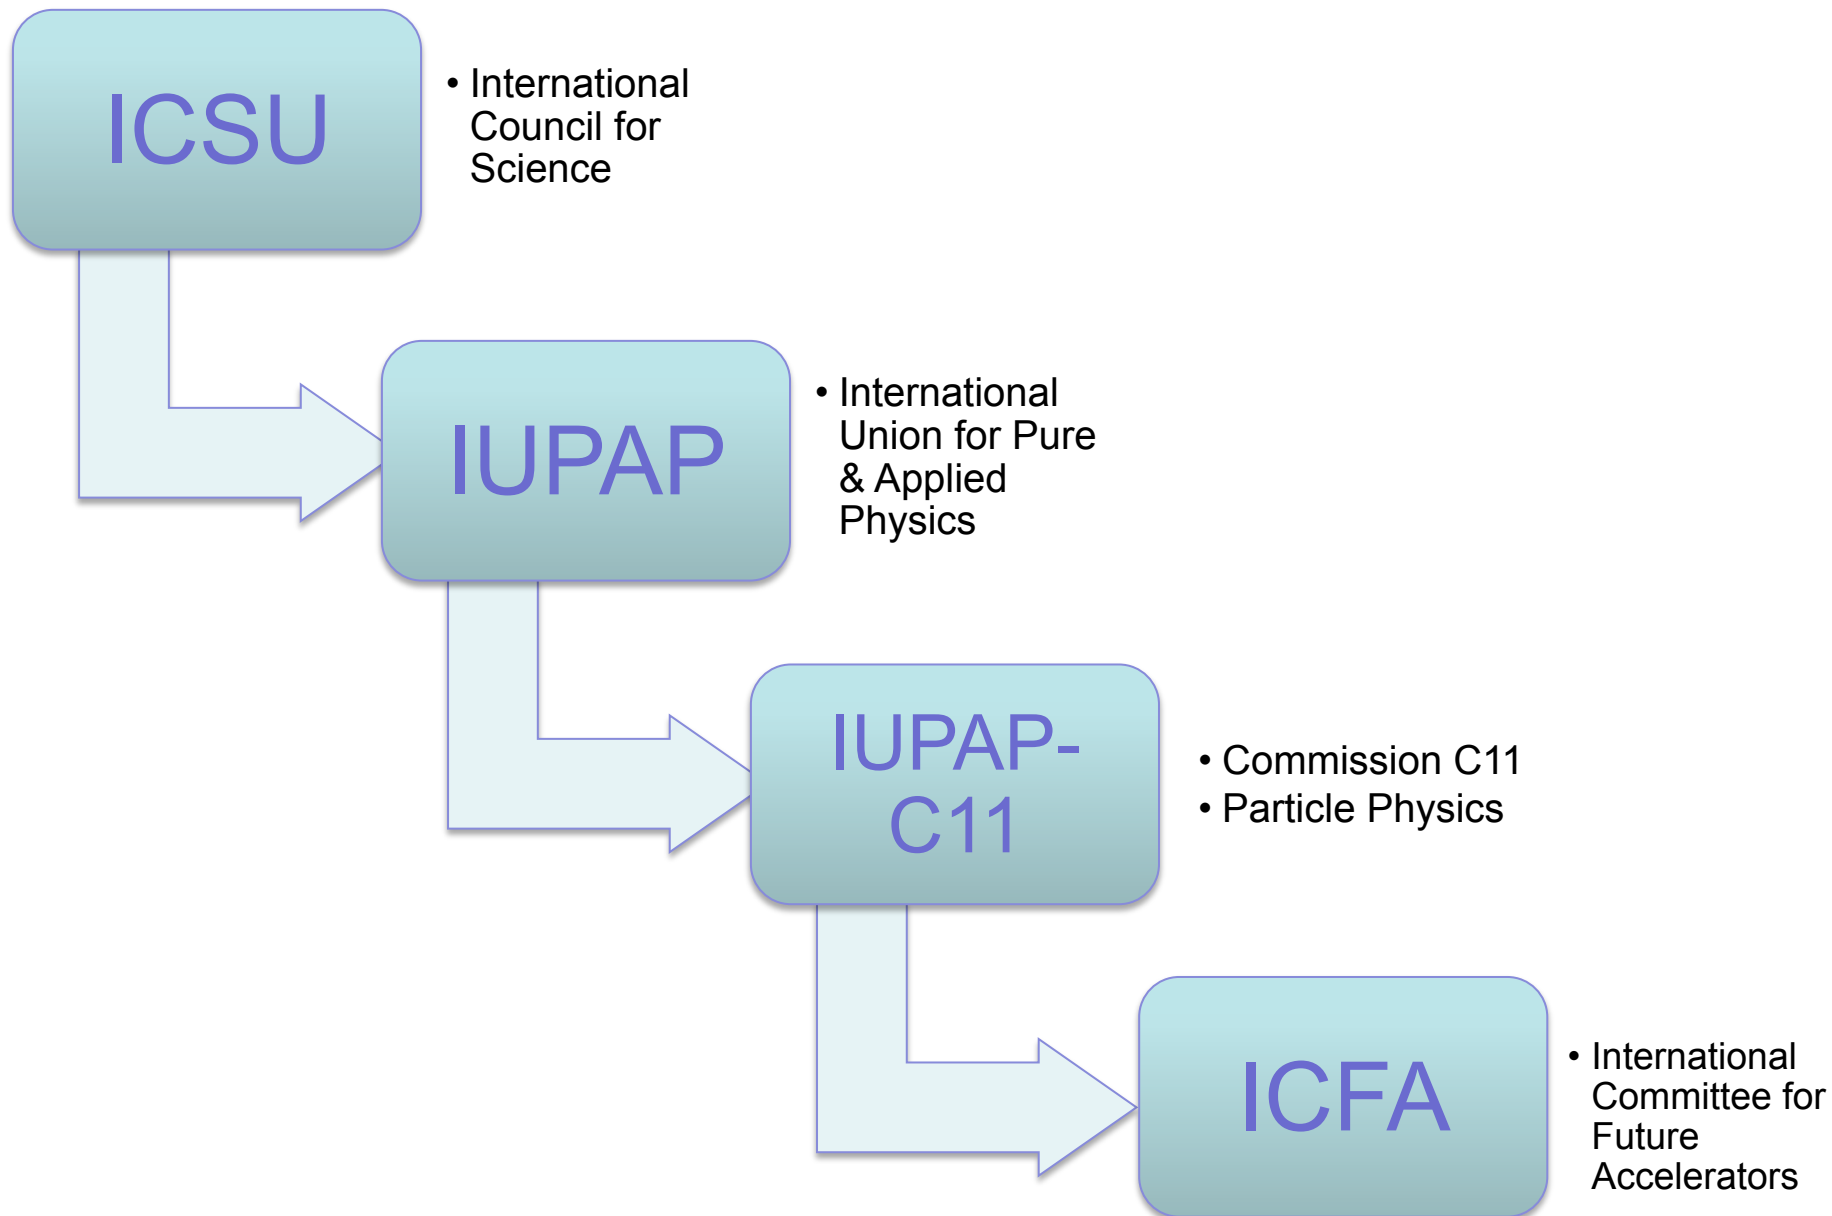 ICSU
• International
Council for
Science
IUPAP
• International
Union for Pure
& Applied
Physics
IUPAP-
C11
• Commission C11
• Particle Physics
ICFA
• International
Committee for
Future
Accelerators